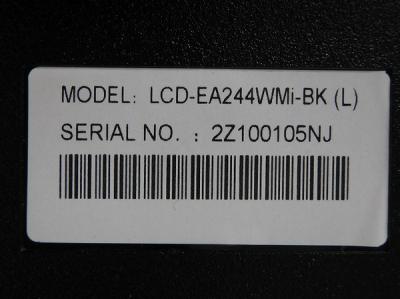 MODEL: LCD-EA244WMi-BK (L)
SERIAL NO. : 2Z100105NJ